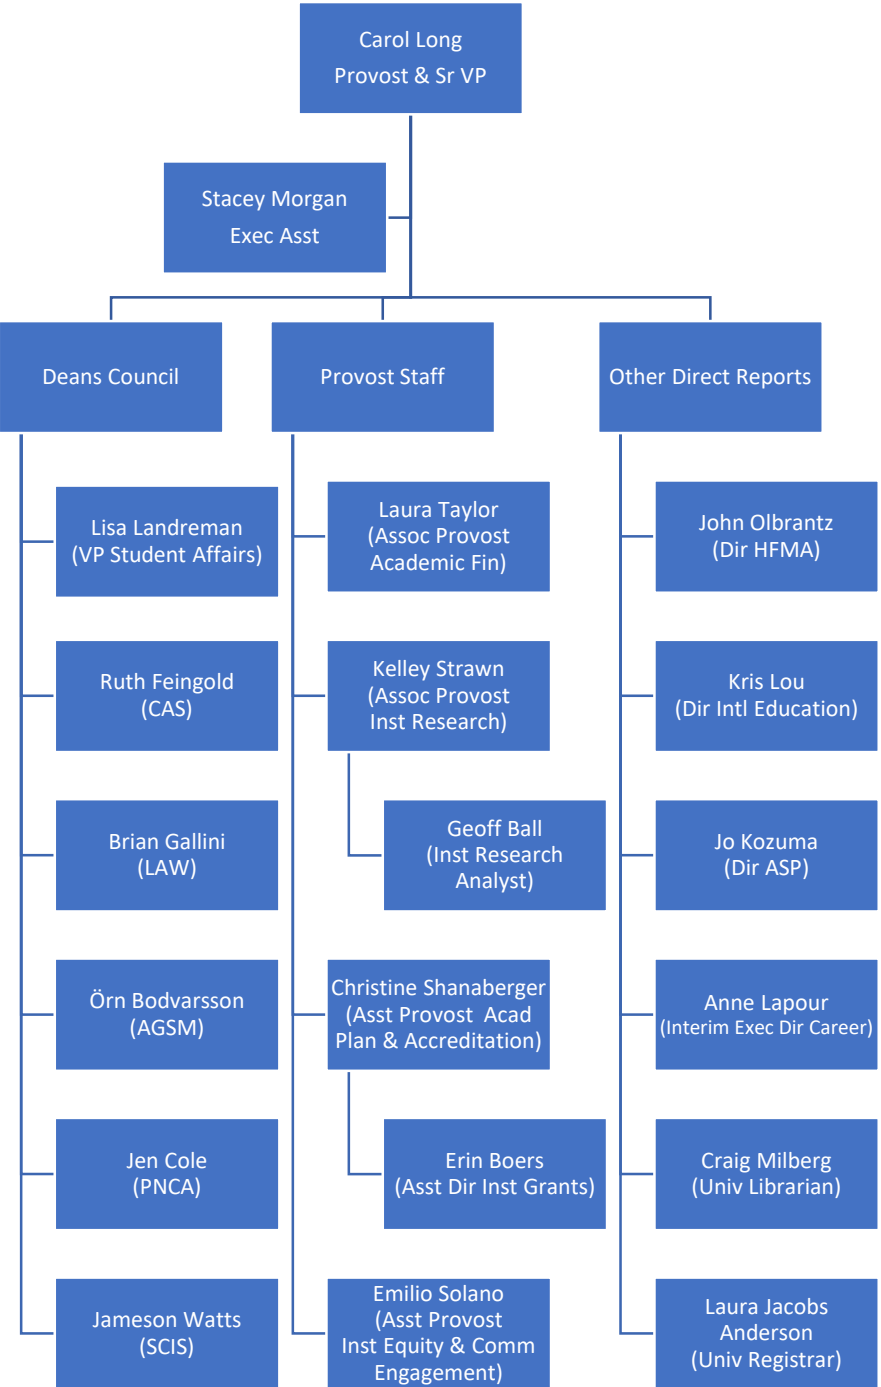 Carol Long
Provost & Sr VP
Stacey Morgan
Exec Asst
Deans Council
Provost Staff
Other Direct Reports
Lisa Landreman
(VP Student Affairs)
Ruth Feingold
(CAS)
Brian Gallini
(LAW)
Örn Bodvarsson
(AGSM)
Jen Cole
(PNCA)
Jameson Watts
(SCIS)
Laura Taylor
(Assoc Provost
Academic Fin)
Kelley Strawn
(Assoc Provost
Inst Research)
Geoff Ball
(Inst Research
Analyst)
Christine Shanaberger
(Asst Provost Acad
Plan & Accreditation)
Erin Boers
(Asst Dir Inst Grants)
Emilio Solano
(Asst Provost
Inst Equity & Comm
Engagement)
John Olbrantz
(Dir HFMA)
Kris Lou
(Dir Intl Education)
Jo Kozuma
(Dir ASP)
Anne Lapour
(Interim Exec Dir Career)
Craig Milberg
(Univ Librarian)
Laura Jacobs
Anderson
(Univ Registrar)